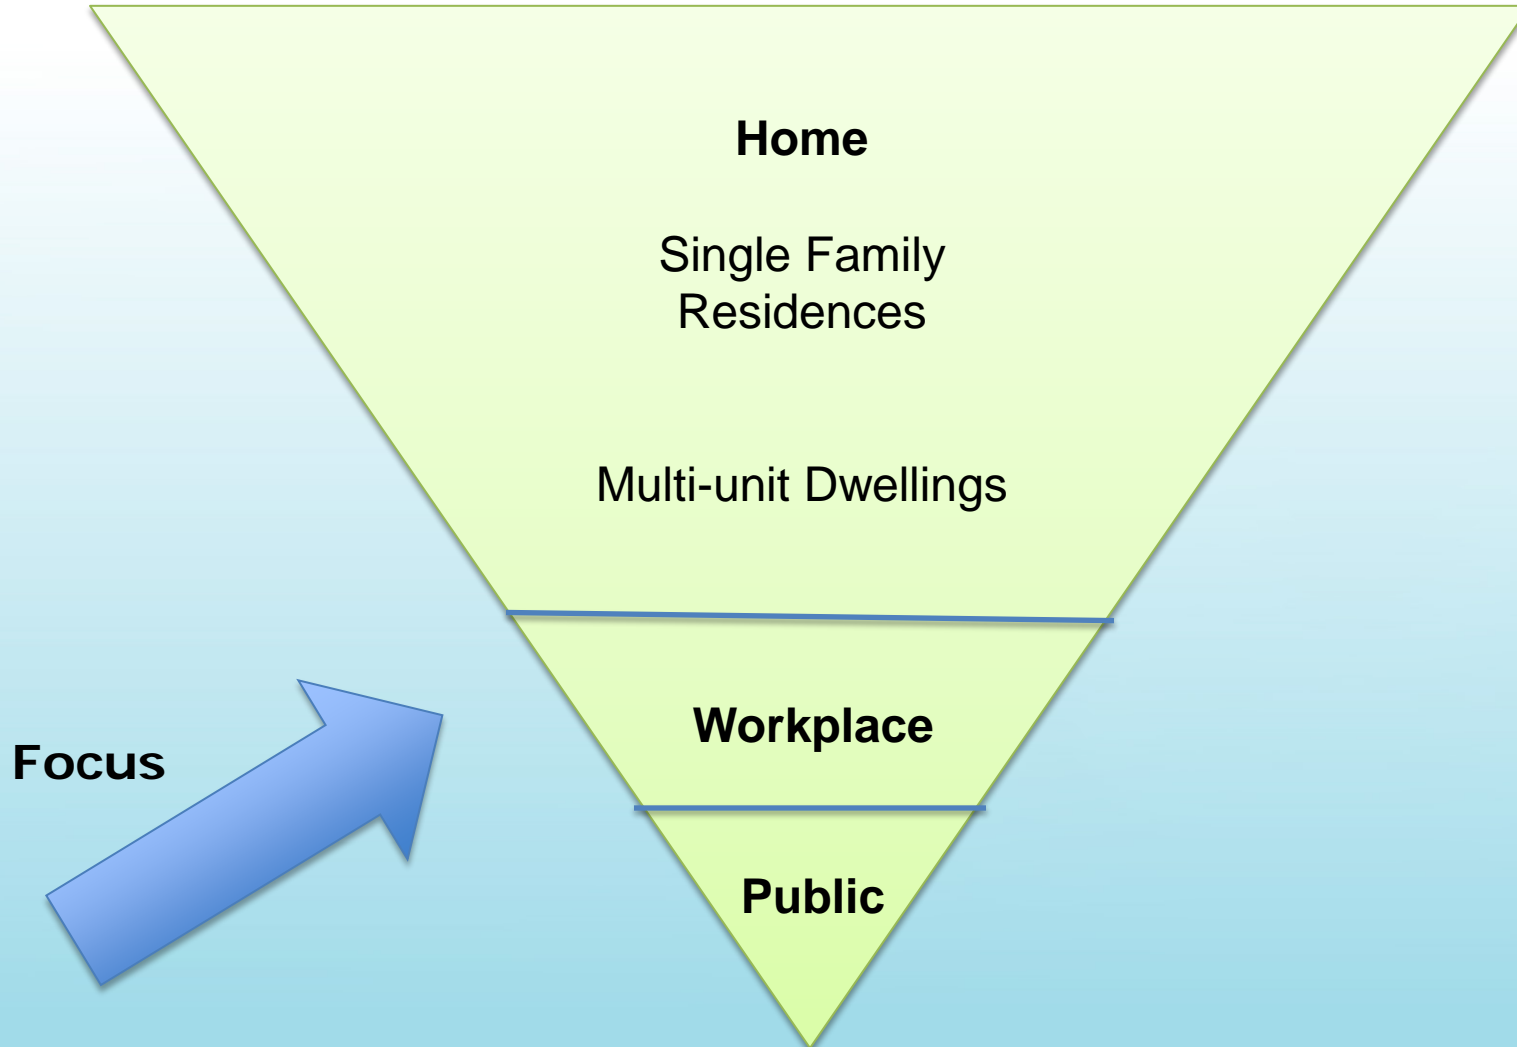 Home
Single Family
Residences
Multi-unit Dwellings
Workplace
Focus
Public